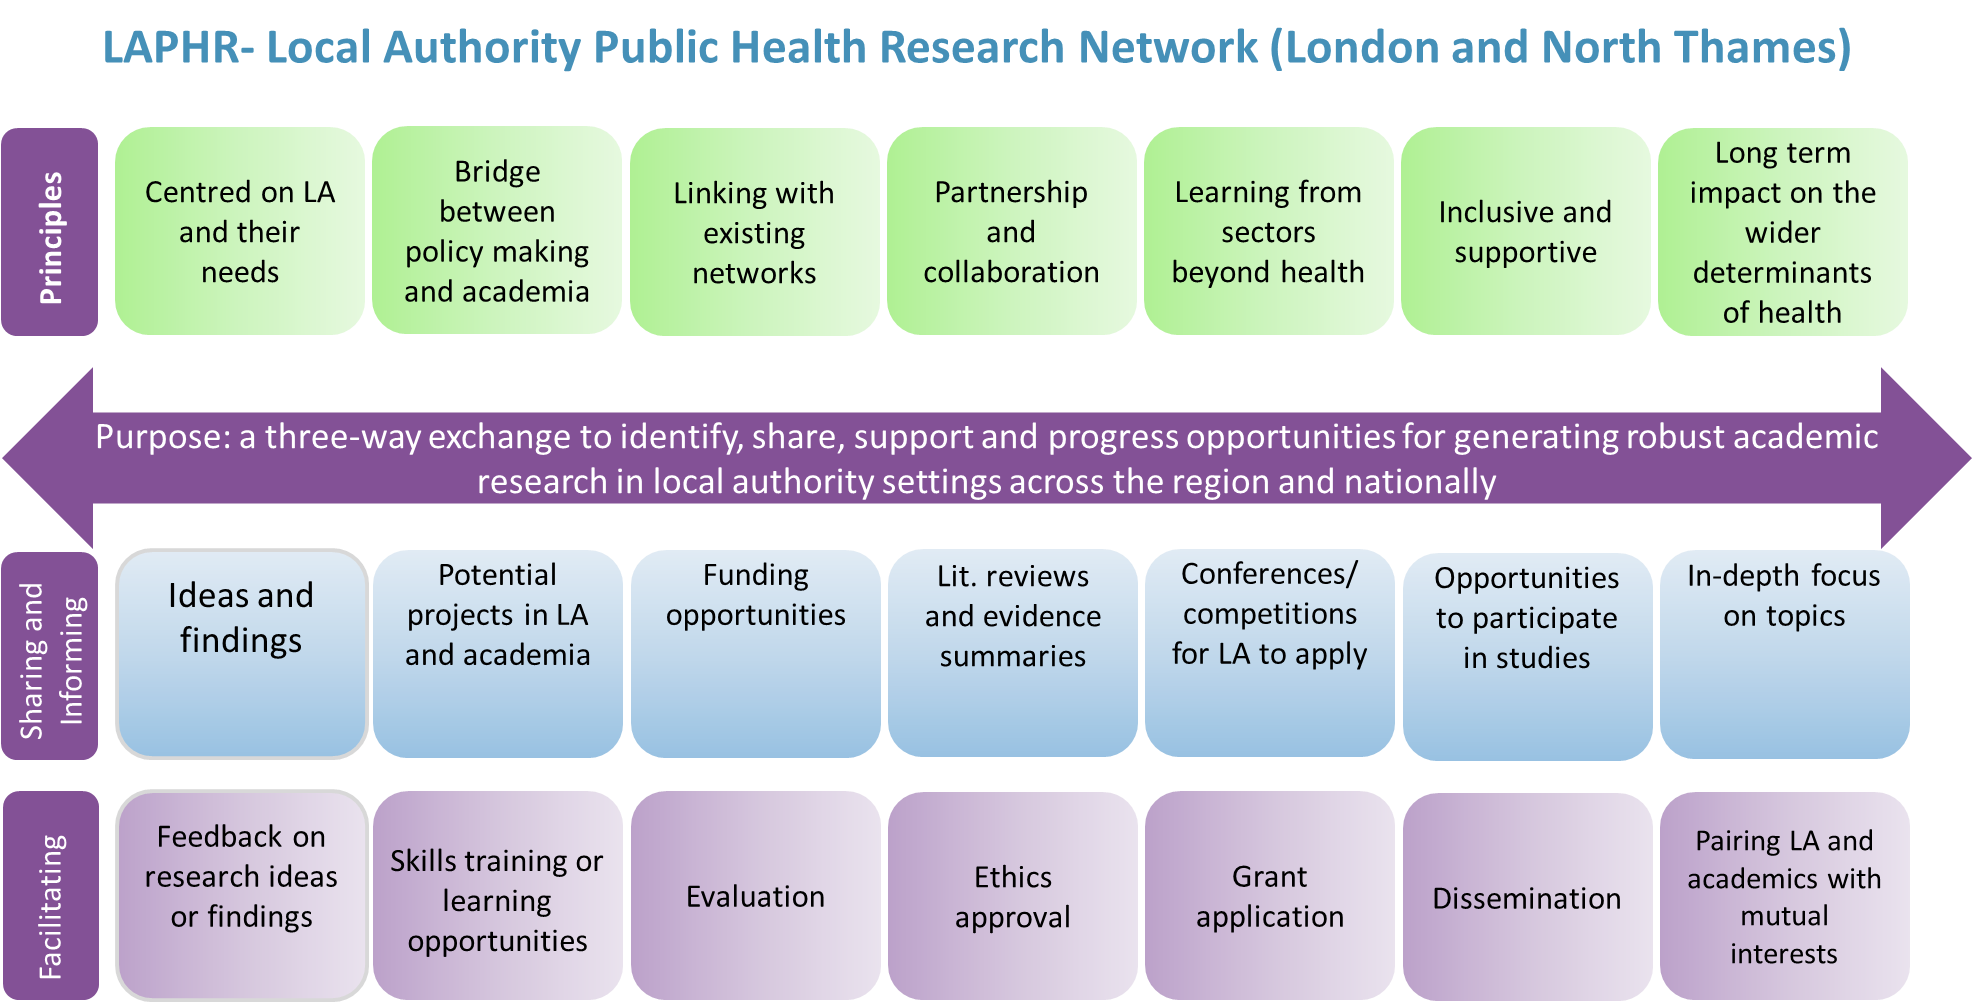 LAPHR- Local Authority Public Health Research Network (London and North Thames)
Principles
Centred on LA
and their
needs
Bridge
between
policy making
and academia
Linking with
existing
networks
Partnership
and
collaboration
Learning from
sectors
beyond health
Inclusive and
supportive
Long term
impact on the
wider
determinants
of health
Purpose: a three-way exchange to identify, share, support and progress opportunities for generating robust academic
research in local authority settings across the region and nationally
Sharing and
Informing
Ideas and
findings
Potential
projects in LA
and academia
Funding
opportunities
Lit. reviews
and evidence
summaries
Conferences/
competitions
for LA to apply
Opportunities
to participate
in studies
In-depth focus
on topics
Facilitating
Feedback on
research ideas
or findings
Skills training or
learning
opportunities
Evaluation
Ethics
approval
Grant
application
Dissemination
Pairing LA and
academics with
mutual
interests